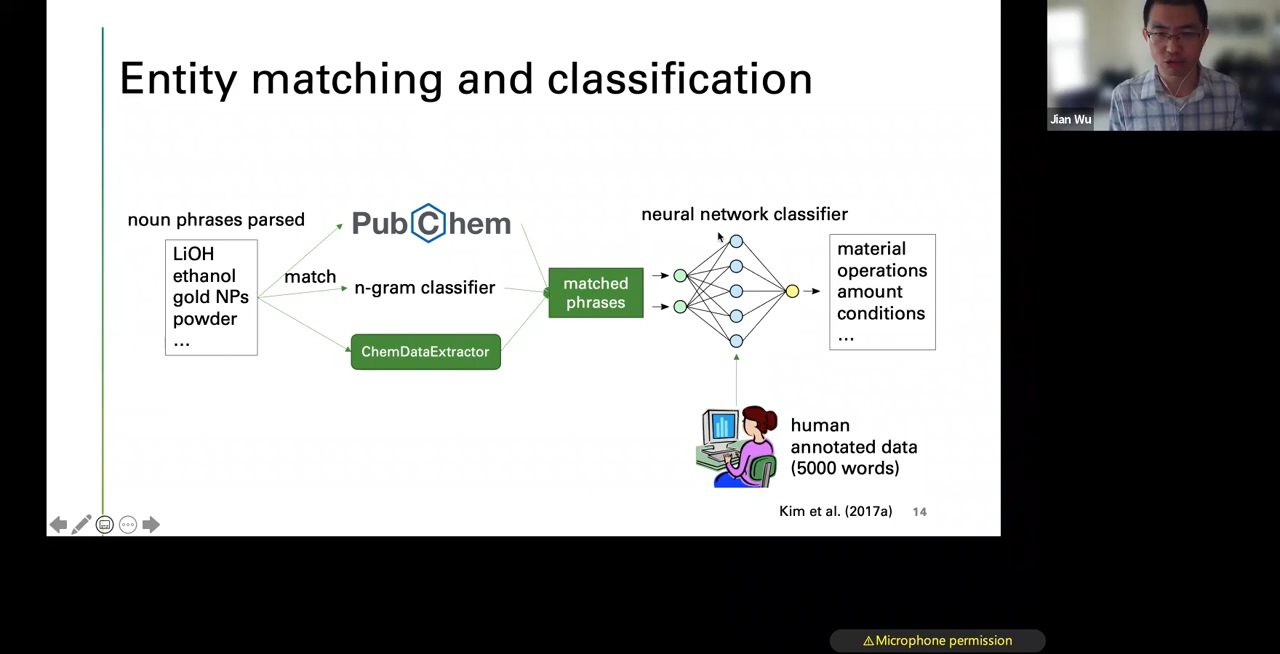 Entity matching and classification
Jian Wu
noun phrases parsed
LiOH
ethanol
gold NPs
powder
...
match
PubChem
n-gram classifier
ChemDataExtractor
matched
phrases
neural network classifier
material
operations
amount
conditions
...
human
annotated data
(5000 words)
Kim et al. (2017a)
14
⚠Microphone permission